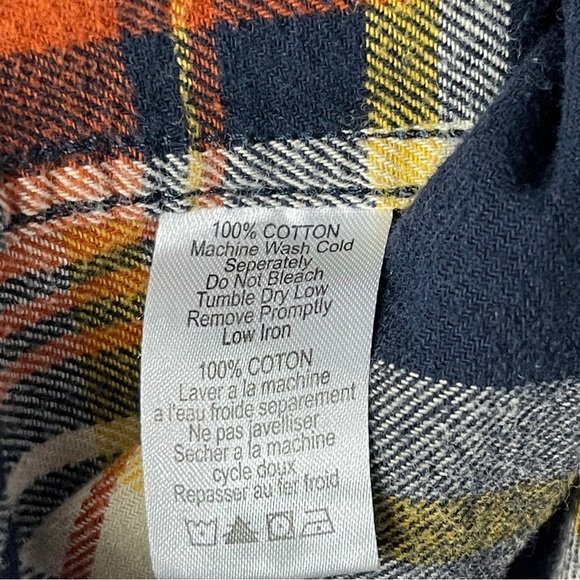 100% COTTON
Machine Wash Cold
Seperately
Do Not Bleach
Tumble Dry Low
Remove Promptly
Low Iron
100% COTON
Laver a la machine
a l'eau froide separement
Ne pas javelliser
Secher a la machine
cycle doux
Repasser au fer froid